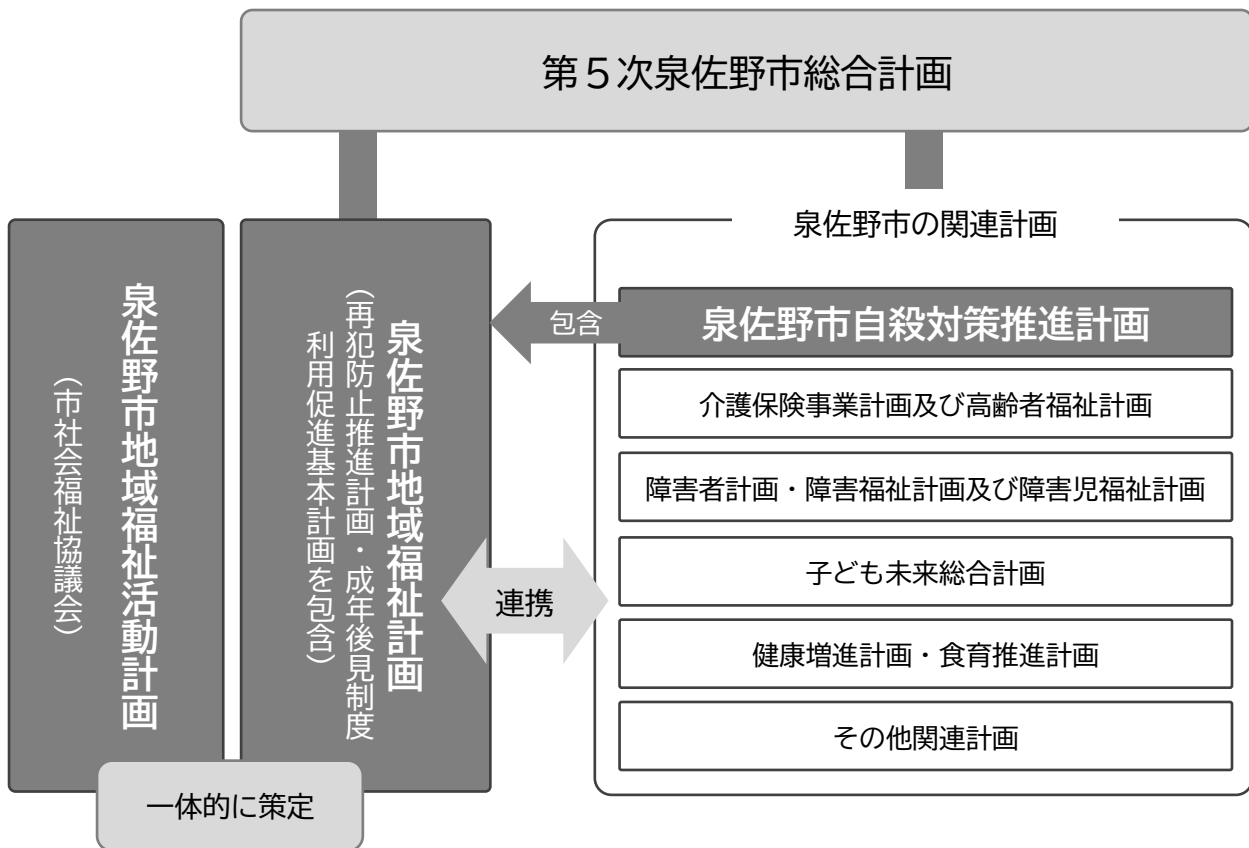 第５次泉佐野市総合計画
泉佐野市地域福祉活動計画
（市社会福祉協議会）
泉佐野市地域福祉計画
（再犯防止推進計画・成年後見制度
利用促進基本計画を包含）
一体的に策定
包含
連携
泉佐野市の関連計画
泉佐野市自殺対策推進計画
介護保険事業計画及び高齢者福祉計画
障害者計画・障害福祉計画及び障害児福祉計画
子ども未来総合計画
健康増進計画・食育推進計画
その他関連計画